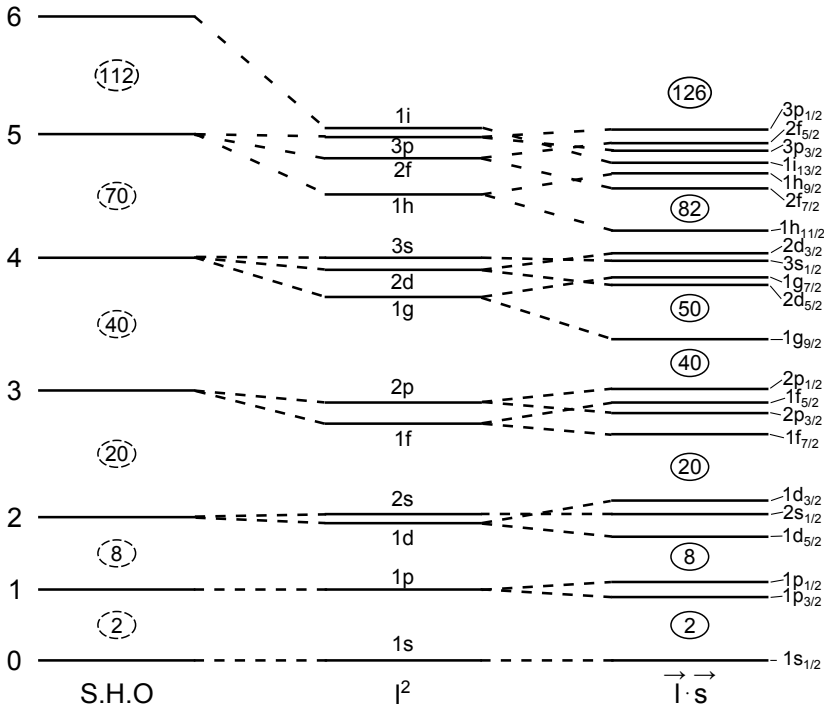 6
112
5
70
4
40
3
20
2
8
1
2
0
S.H.O
1i
3p
2f
1h
3s
2d
1g
2p
1f
2s
1d
1p
1s
l²
126
3p1/2
2f5/2
3p3/2
1i13/2
1h9/2
2f7/2
82
1h11/2
2d3/2
3s1/2
1g7/2
2d5/2
50
1g9/2
40
2p1/2
1f5/2
2p3/2
1f7/2
20
1d3/2
2s1/2
1d5/2
8
1p1/2
1p3/2
2
1s1/2
l · s